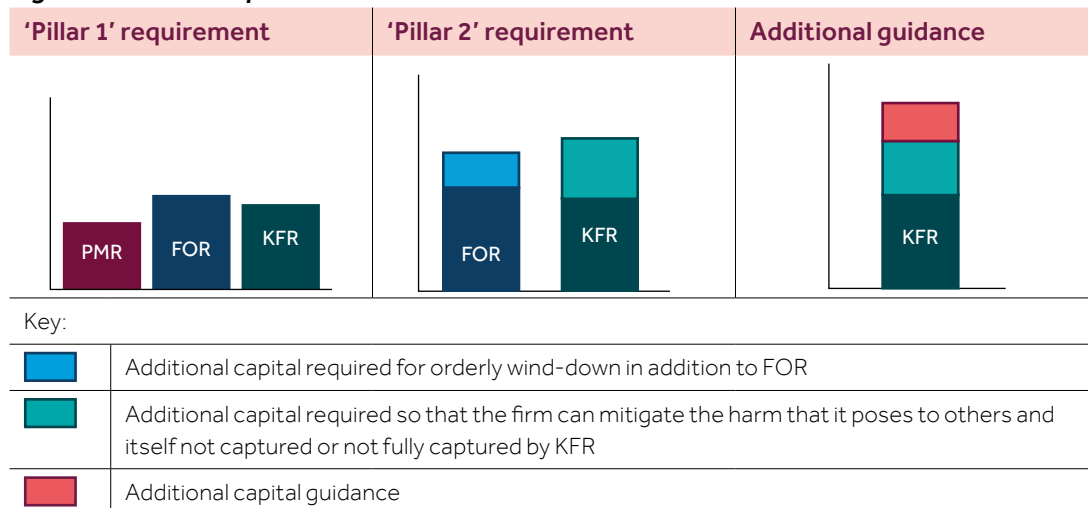 ‘Pillar 1’ requirement
‘Pillar 2’ requirement
Additional guidance
PMR
FOR
KFR
FOR
KFR
KFR
Key:
Additional capital required for orderly wind-down in addition to FOR
Additional capital required so that the firm can mitigate the harm that it poses to others and
itself not captured or not fully captured by KFR
Additional capital guidance